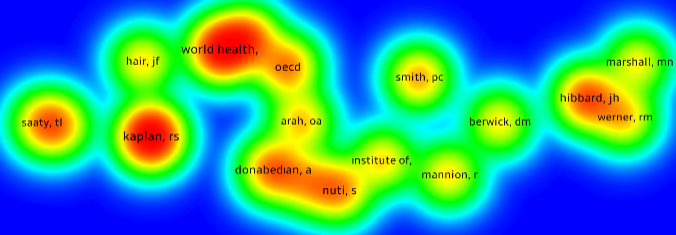 world health,
hair, jf
oecd
marshall, mn
smith, pc
hibbard, jh
werner, rm
saaty, tl
arah, oa
berwick, dm
kaplan, rs
institute of,
donabedian, a
mannion, r
nuti, s